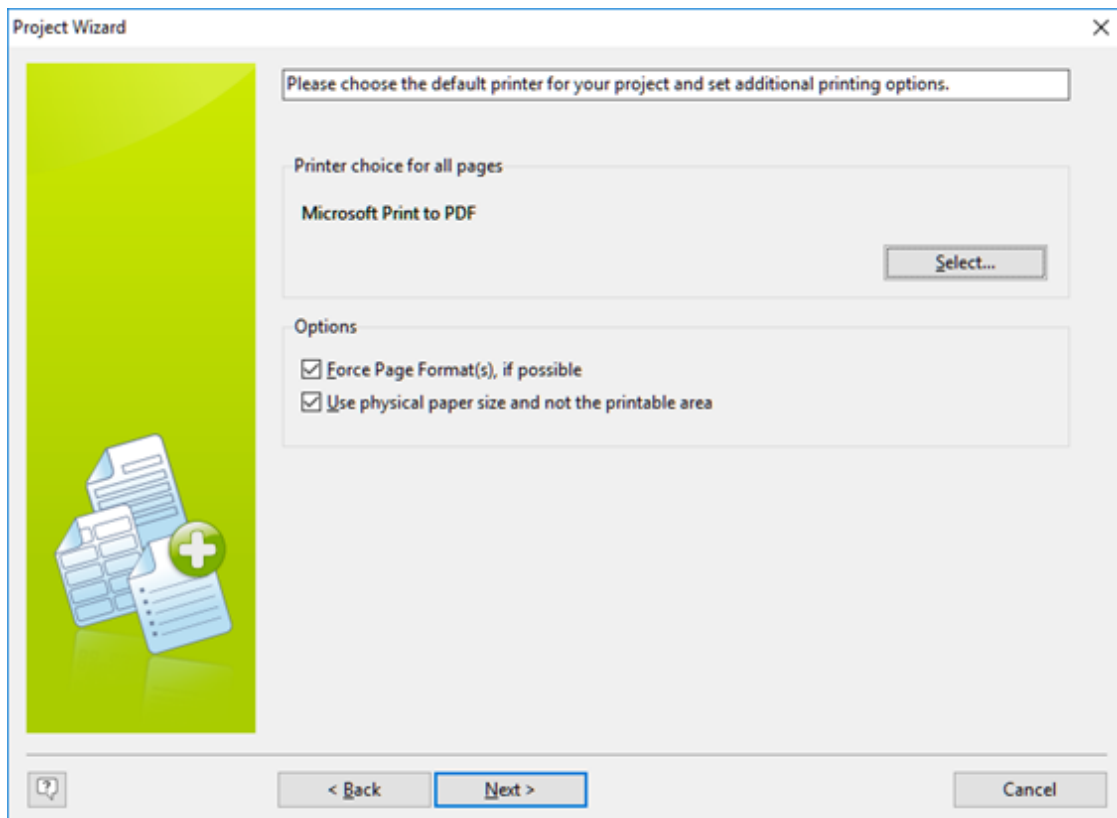 Project Wizard
Please choose the default printer for your project and set additional printing options.
Printer choice for all pages
Microsoft Print to PDF
Select...
Options
Force Page Format(s), if possible
Use physical paper size and not the printable area
< Back
Next >
Cancel